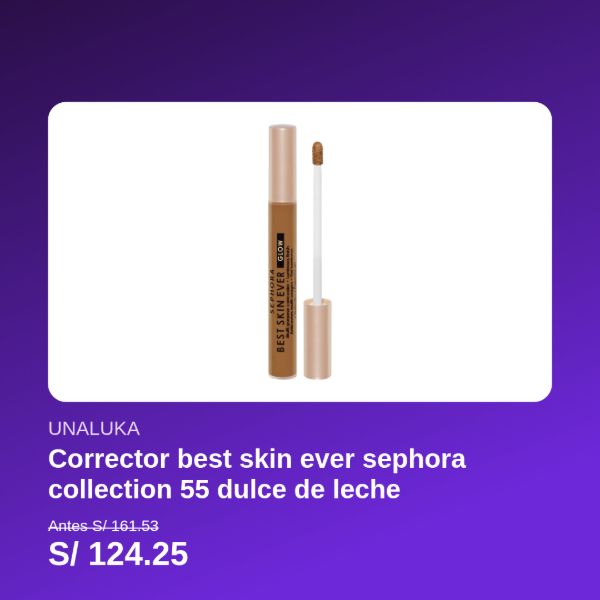 SEPHORA
BEST SKIN EVER GLOW
UNALUKA
Corrector best skin ever sephora
collection 55 dulce de leche
Antes S/ 161.53
S/ 124.25